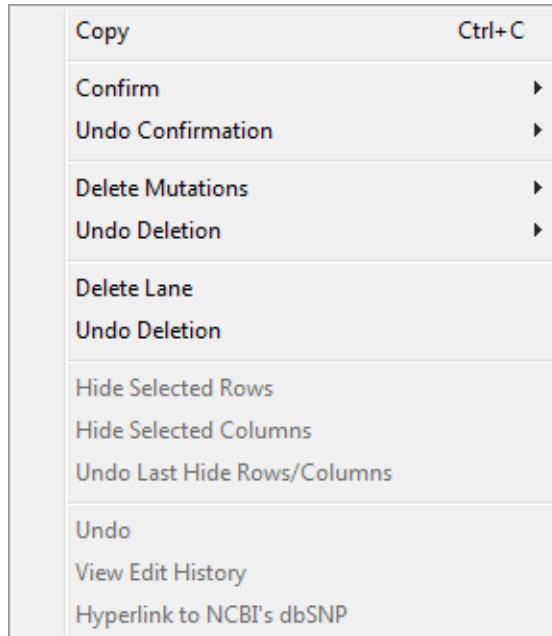 Copy Ctrl+C
Confirm
Undo Confirmation
Delete Mutations
Undo Deletion
Delete Lane
Undo Deletion
Hide Selected Rows
Hide Selected Columns
Undo Last Hide Rows/Columns
Undo
View Edit History
Hyperlink to NCBI's dbSNP